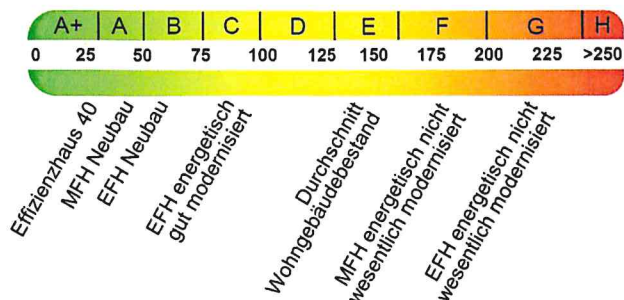 A+ A B C D E F G H
0 25 50 75 100 125 150 175 200 225 >250
Effizienzhaus 40
MFH Neubau
EFH Neubau
EFH energetisch
gut modernisiert
Durchschnitt
Wohngebäudebestand
MFH energetisch nicht
wesentlich modernisiert
EFH energetisch nicht
wesentlich modernisiert